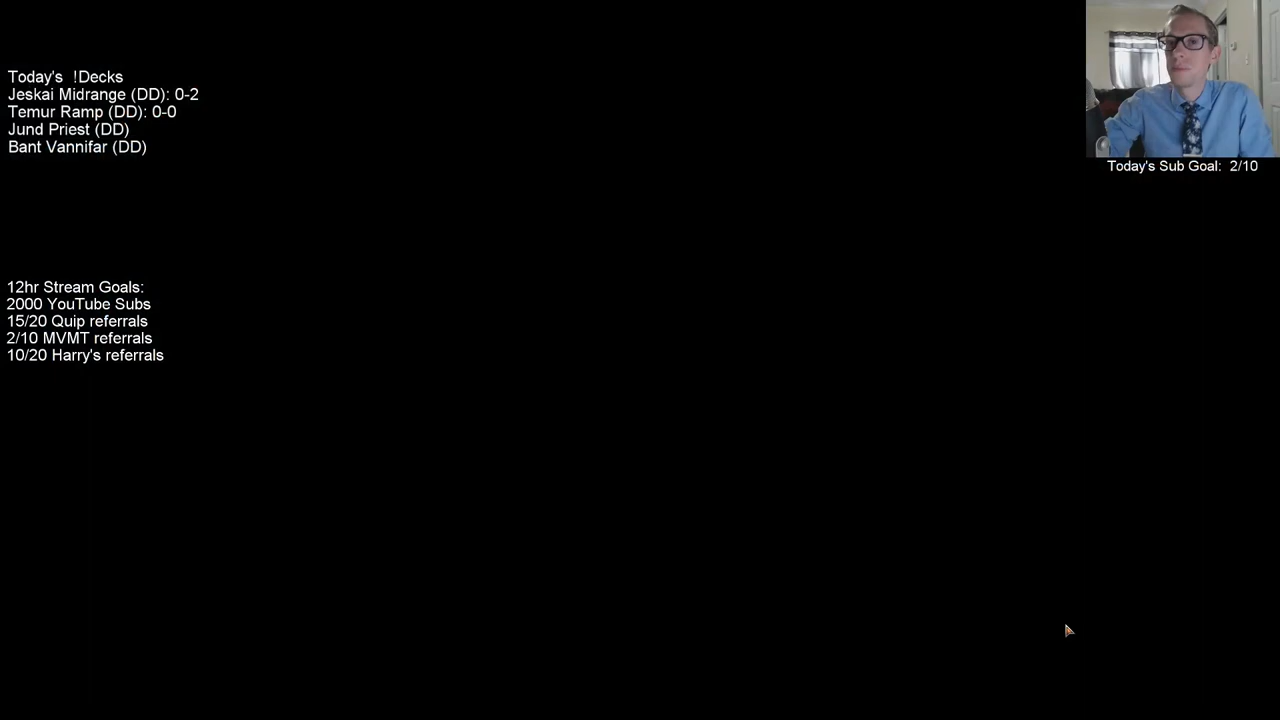 Today's !Decks
Jeskai Midrange (DD): 0-2
Temur Ramp (DD): 0-0
Jund Priest (DD)
Bant Vannifar (DD)
Today's Sub Goal: 2/10
12hr Stream Goals:
2000 YouTube Subs
15/20 Quip referrals
2/10 MVMT referrals
10/20 Harry's referrals